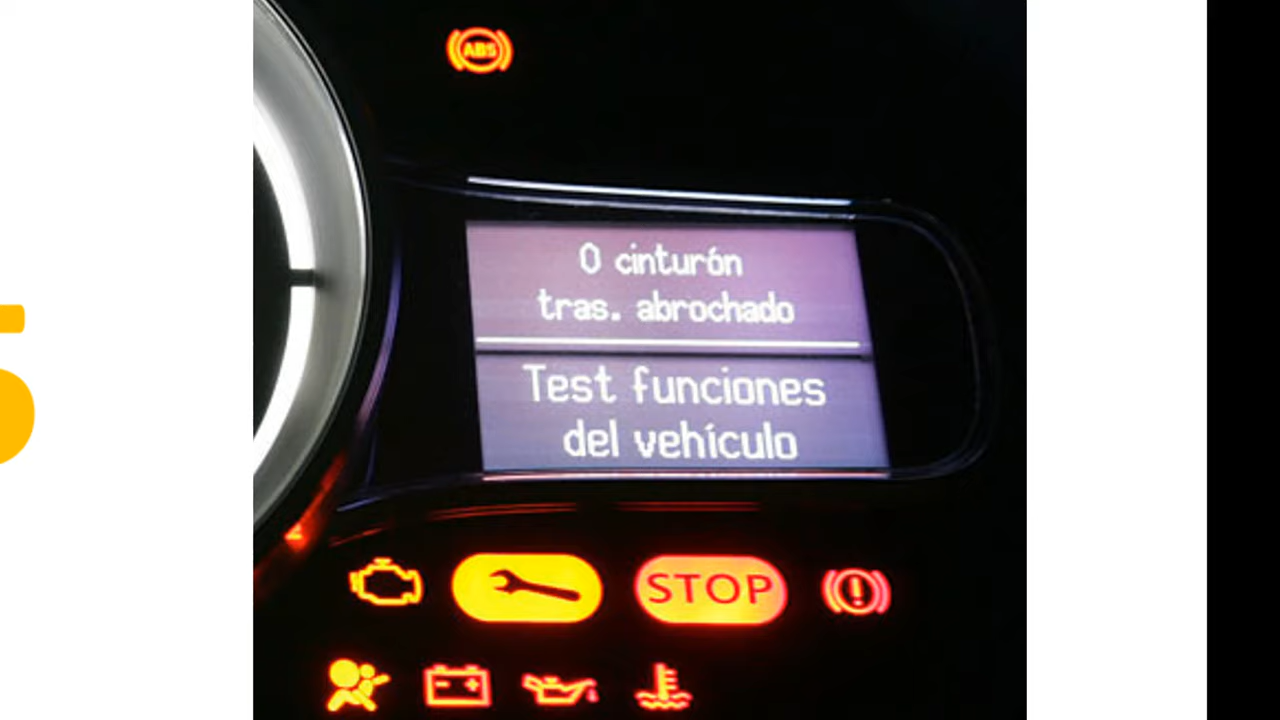 ABS
0 cinturón
tras. abrochado
Test funciones
del vehículo
STOP